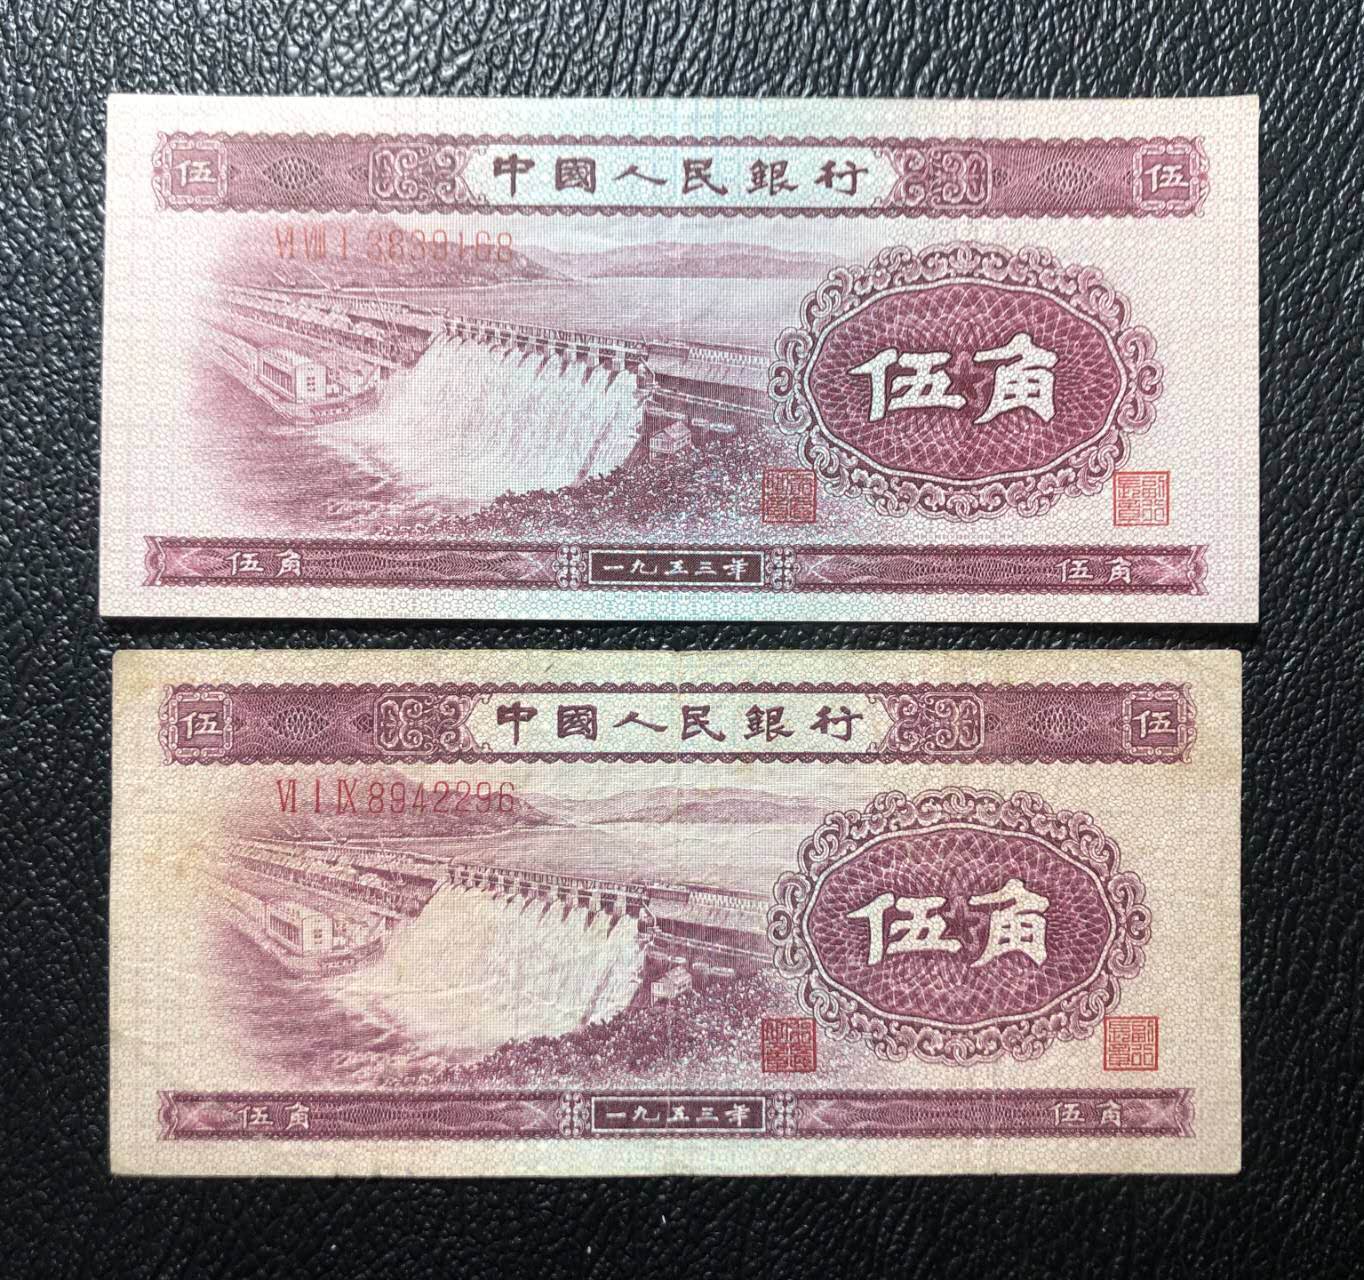 伍 中國人民銀行 伍
VI VIII I 3639168
伍角
伍角 一九五三年 伍角
伍 中國人民銀行 伍
VI I IX 8942296
伍角
伍角 一九五三年 伍角